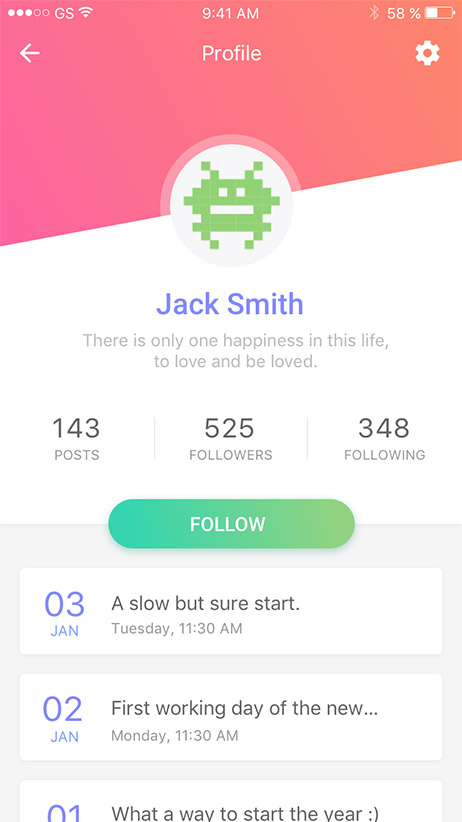 GS 9:41 AM 58 %
Profile
Jack Smith
There is only one happiness in this life,
to love and be loved.
143 525 348
POSTS FOLLOWERS FOLLOWING
FOLLOW
03 A slow but sure start.
JAN Tuesday, 11:30 AM
02 First working day of the new...
JAN Monday, 11:30 AM
01 What a way to start the year :)